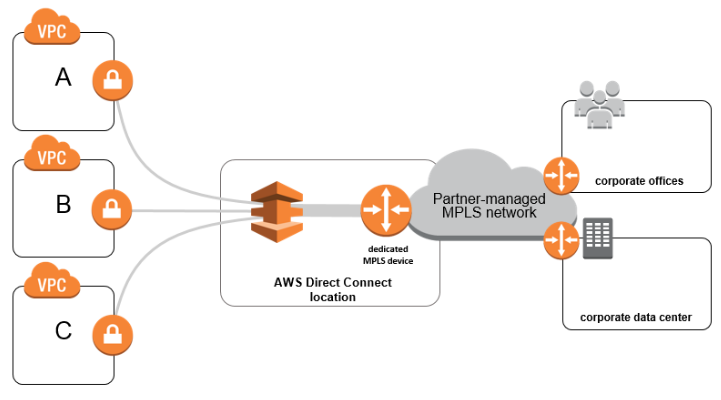 VPC
A
VPC
B
VPC
C
AWS Direct Connect
location
dedicated
MPLS device
Partner-managed
MPLS network
corporate offices
corporate data center